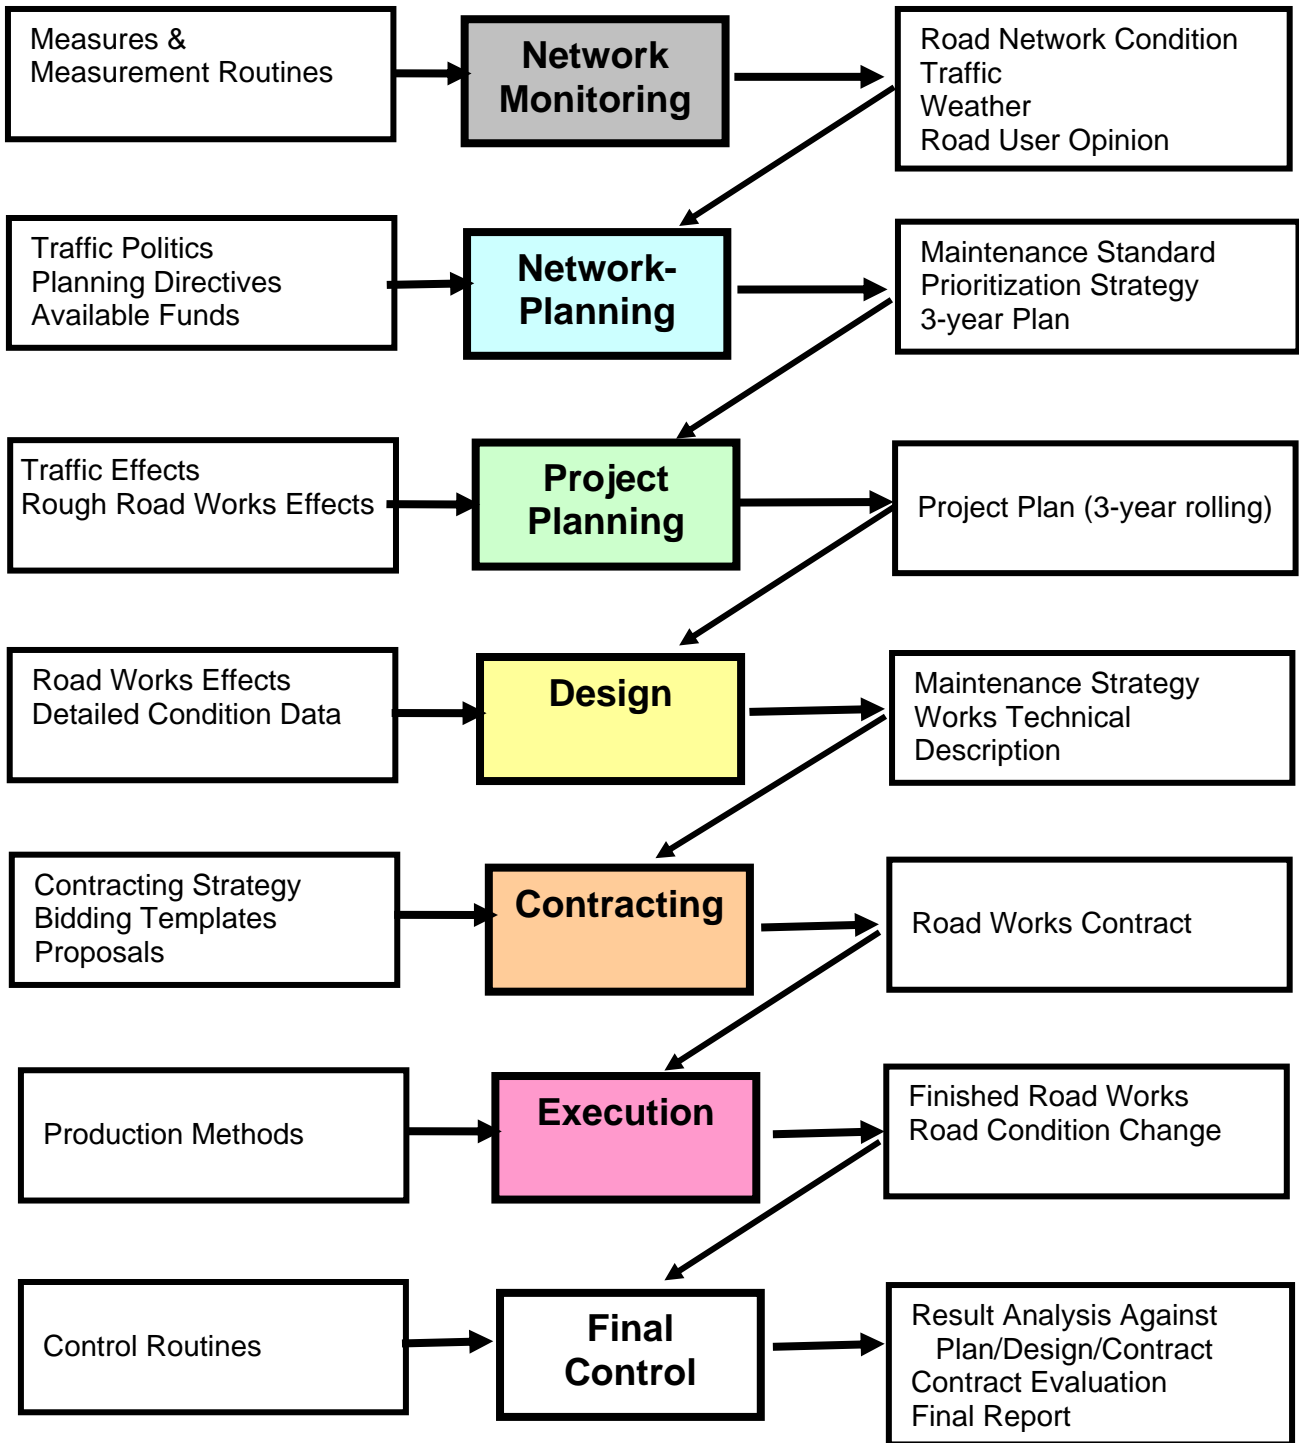 Measures &
Measurement Routines
Network
Monitoring
Road Network Condition
Traffic
Weather
Road User Opinion
Traffic Politics
Planning Directives
Available Funds
Network-
Planning
Maintenance Standard
Prioritization Strategy
3-year Plan
Traffic Effects
Rough Road Works Effects
Project
Planning
Project Plan (3-year rolling)
Road Works Effects
Detailed Condition Data
Design
Maintenance Strategy
Works Technical
Description
Contracting Strategy
Bidding Templates
Proposals
Contracting
Road Works Contract
Production Methods
Execution
Finished Road Works
Road Condition Change
Control Routines
Final
Control
Result Analysis Against
Plan/Design/Contract
Contract Evaluation
Final Report